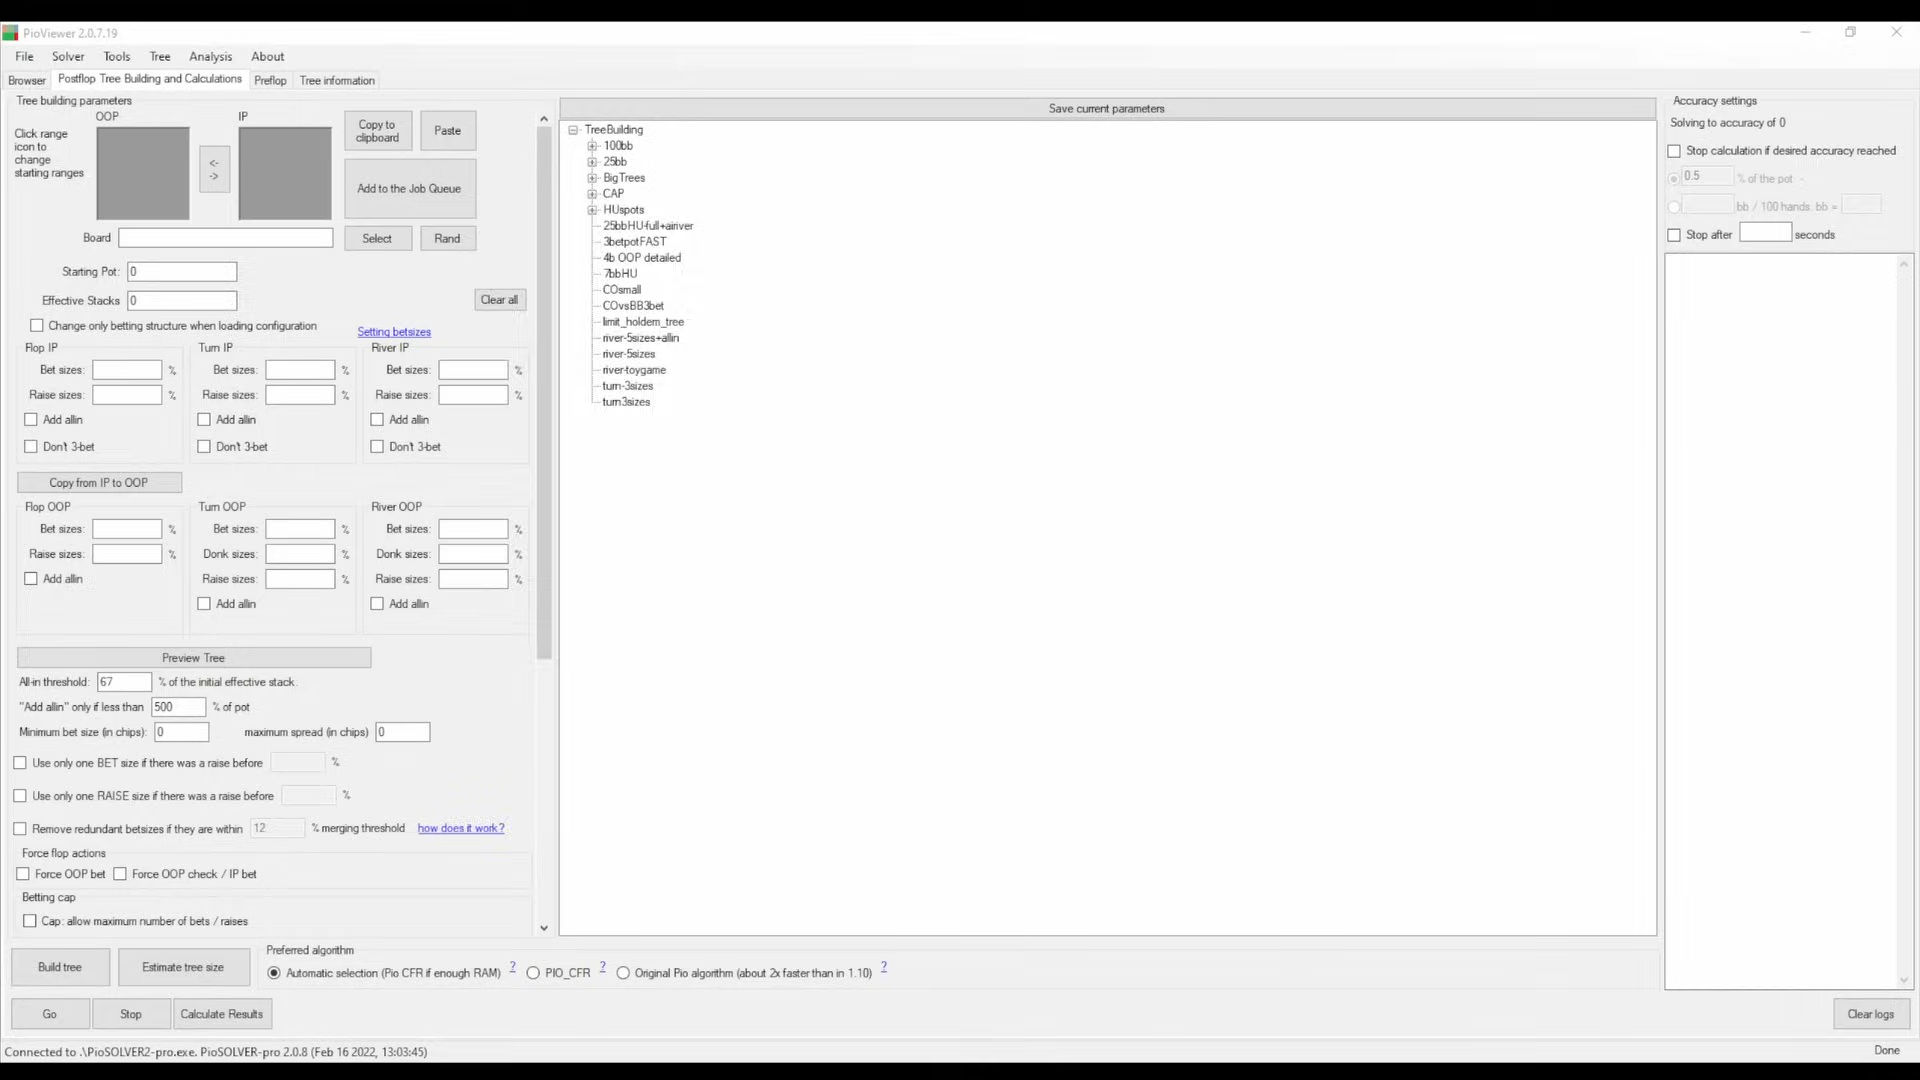 PioViewer 2.0.7.19
File Solver Tools Tree Analysis About
Browser Postflop Tree Building and Calculations Preflop Tree information
Tree building parameters
OOP IP
Click range
icon to
change
starting ranges
<-
->
Copy to
clipboard
Paste
Add to the Job Queue
Board Select Rand
Starting Pot: 0
Effective Stacks 0
Clear all
Change only betting structure when loading configuration
Setting betsizes
Flop IP Turn IP River IP
Bet sizes: % Bet sizes: % Bet sizes: %
Raise sizes: % Raise sizes: % Raise sizes: %
Add allin Add allin Add allin
Don't 3-bet Don't 3-bet Don't 3-bet
Copy from IP to OOP
Flop OOP Turn OOP River OOP
Bet sizes: % Bet sizes: % Bet sizes: %
Raise sizes: % Donk sizes: % Donk sizes: %
Add allin Raise sizes: % Raise sizes: %
Add allin Add allin
Preview Tree
All-in threshold: 67 % of the initial effective stack.
"Add allin" only if less than 500 % of pot
Minimum bet size (in chips): 0 maximum spread (in chips) 0
Use only one BET size if there was a raise before %
Use only one RAISE size if there was a raise before %
Remove redundant betsizes if they are within 12 % merging threshold how does it work?
Force flop actions
Force OOP bet Force OOP check / IP bet
Betting cap
Cap: allow maximum number of bets / raises
Save current parameters
TreeBuilding
100bb
25bb
BigTrees
CAP
HUspots
25bbHU-full+airiver
3betpotFAST
4b OOP detailed
7bbHU
COsmall
COvsBB3bet
limit_holdem_tree
river-5sizes+allin
river-5sizes
river-toygame
turn-3sizes
turn3sizes
Accuracy settings
Solving to accuracy of 0
Stop calculation if desired accuracy reached
0.5 % of the pot -
bb / 100 hands. bb =
Stop after seconds
Build tree Estimate tree size
Preferred algorithm
Automatic selection (Pio CFR if enough RAM) ? PIO_CFR ? Original Pio algorithm (about 2x faster than in 1.10) ?
Go Stop Calculate Results
Clear logs
Connected to .\PioSOLVER2-pro.exe. PioSOLVER-pro 2.0.8 (Feb 16 2022, 13:03:45)
Done